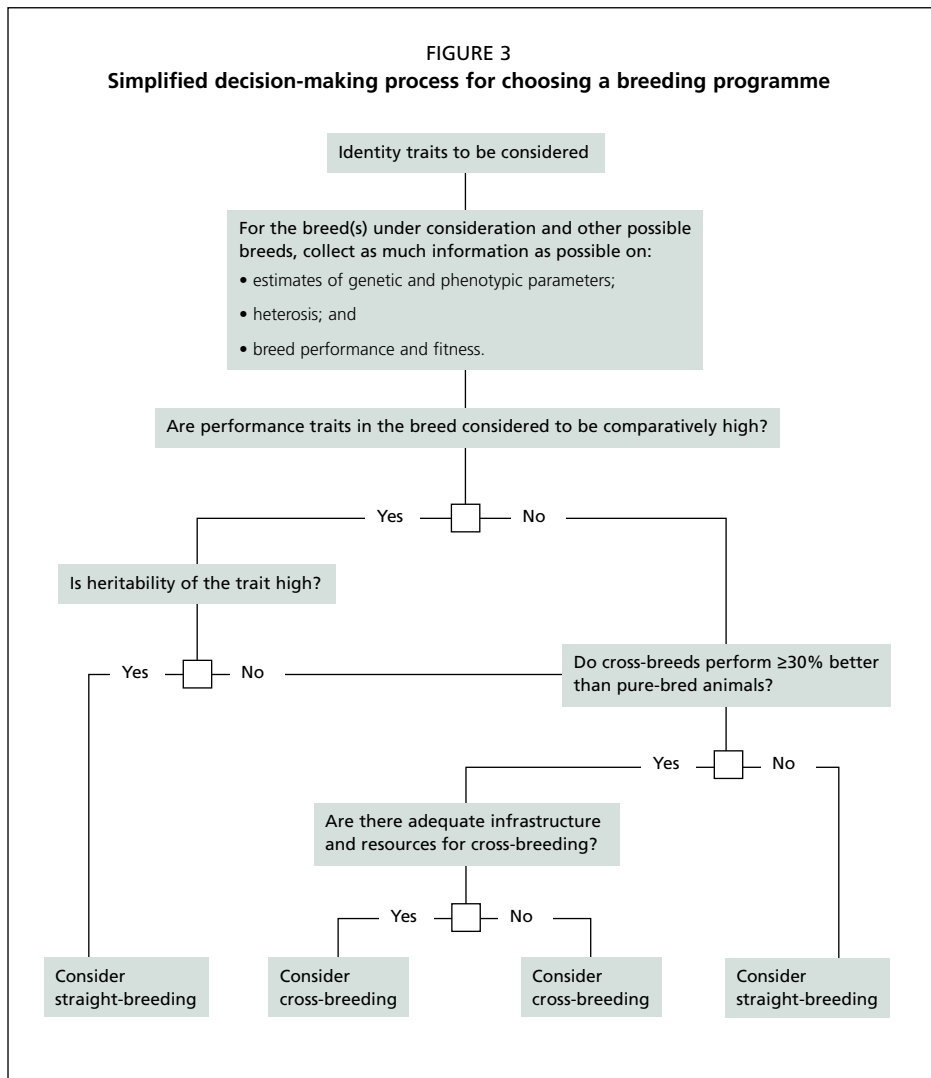 FIGURE 3
Simplified decision-making process for choosing a breeding programme
Identity traits to be considered
For the breed(s) under consideration and other possible
breeds, collect as much information as possible on:
• estimates of genetic and phenotypic parameters;
• heterosis; and
• breed performance and fitness.
Are performance traits in the breed considered to be comparatively high?
Yes No
Is heritability of the trait high?
Yes No
Do cross-breeds perform ≥30% better
than pure-bred animals?
Yes No
Are there adequate infrastructure
and resources for cross-breeding?
Yes No
Consider
straight-breeding
Consider
cross-breeding
Consider
cross-breeding
Consider
straight-breeding